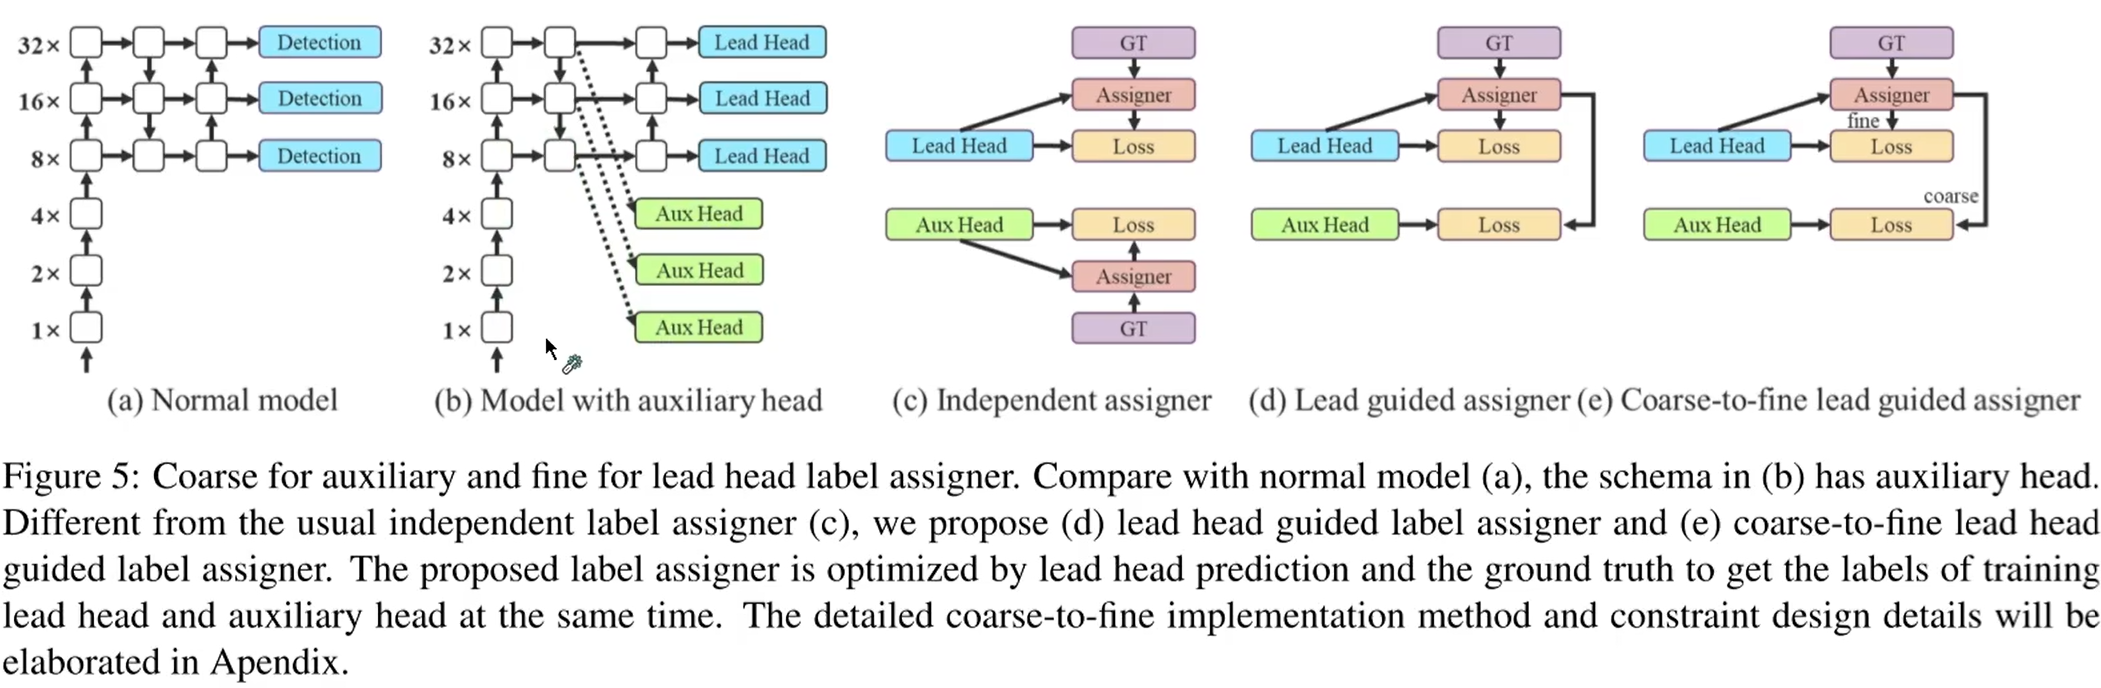 32× Detection
16× Detection
8× Detection
4×
2×
1×
(a) Normal model
32× Lead Head
16× Lead Head
8× Lead Head
4× Aux Head
2× Aux Head
1× Aux Head
(b) Model with auxiliary head
GT
Assigner
Lead Head Loss
Aux Head Loss
Assigner
GT
(c) Independent assigner
GT
Assigner
Lead Head Loss
Aux Head Loss
(d) Lead guided assigner
GT
Assigner
fine
Lead Head Loss
coarse
Aux Head Loss
(e) Coarse-to-fine lead guided assigner
Figure 5: Coarse for auxiliary and fine for lead head label assigner. Compare with normal model (a), the schema in (b) has auxiliary head.
Different from the usual independent label assigner (c), we propose (d) lead head guided label assigner and (e) coarse-to-fine lead head
guided label assigner. The proposed label assigner is optimized by lead head prediction and the ground truth to get the labels of training
lead head and auxiliary head at the same time. The detailed coarse-to-fine implementation method and constraint design details will be
elaborated in Apendix.